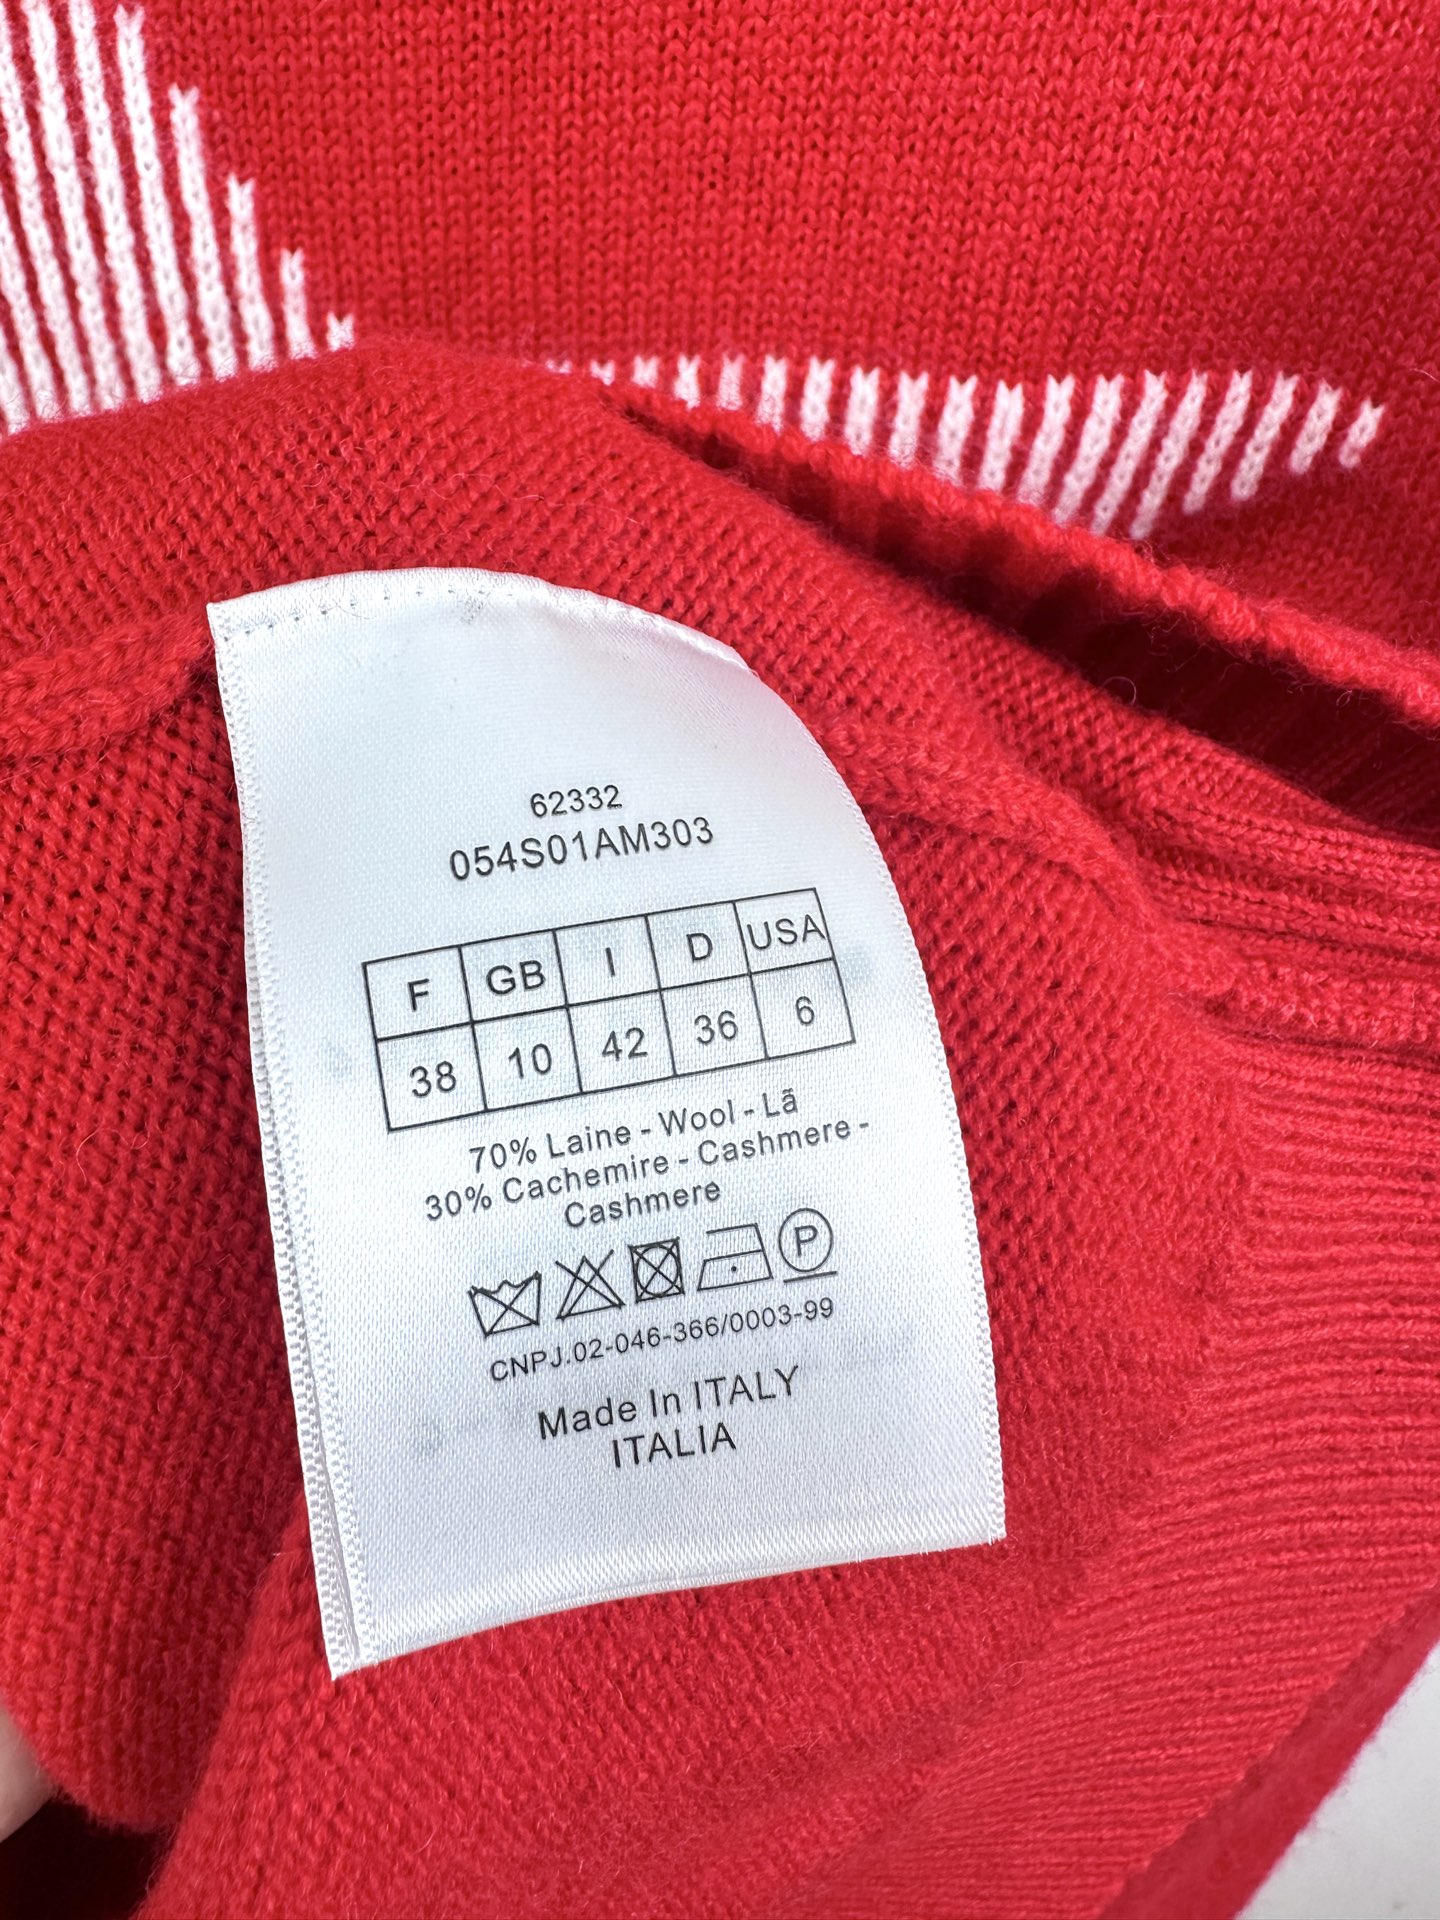 62332
054S01AM303
F GB I D USA
38 10 42 36 6
70% Laine - Wool - Lã
30% Cachemire - Cashmere -
Cashmere
P
CNPJ.02-046-366/0003-99
Made In ITALY
ITALIA